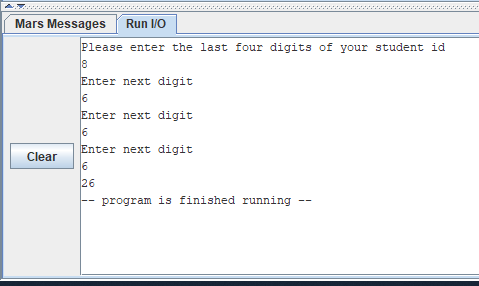 Mars Messages Run I/O
Please enter the last four digits of your student id
8
Enter next digit
6
Enter next digit
6
Enter next digit
6
26
-- program is finished running --
Clear